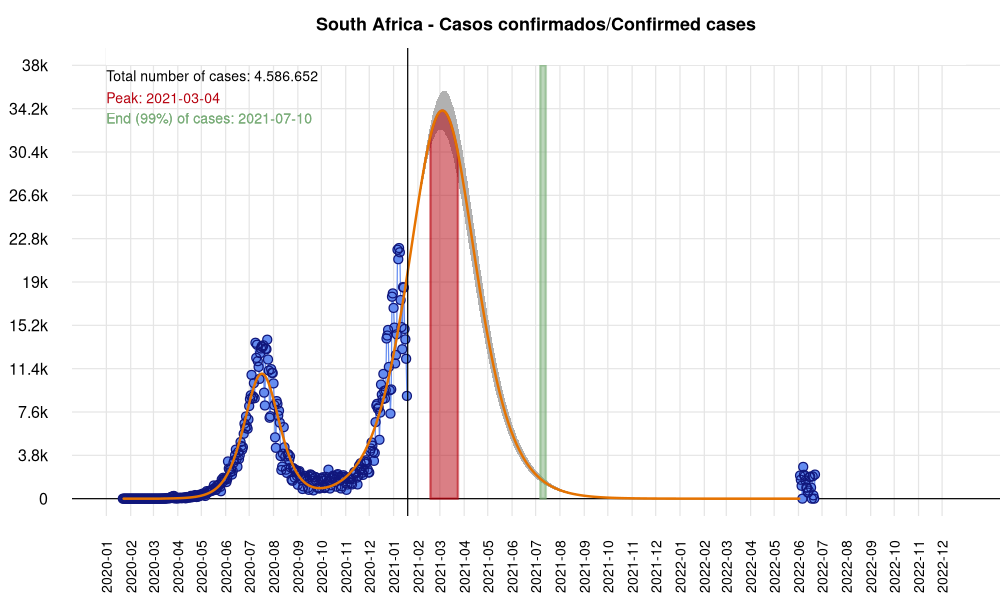 South Africa - Casos confirmados/Confirmed cases
Total number of cases: 4.586.652
Peak: 2021-03-04
End (99%) of cases: 2021-07-10
38k
34.2k
30.4k
26.6k
22.8k
19k
15.2k
11.4k
7.6k
3.8k
0
2020-01
2020-02
2020-03
2020-04
2020-05
2020-06
2020-07
2020-08
2020-09
2020-10
2020-11
2020-12
2021-01
2021-03
2021-04
2021-05
2021-06
2021-07
2021-08
2021-09
2021-10
2021-11
2021-12
2022-01
2022-02
2022-03
2022-04
2022-05
2022-06
2022-07
2022-08
2022-09
2022-10
2022-11
2022-12